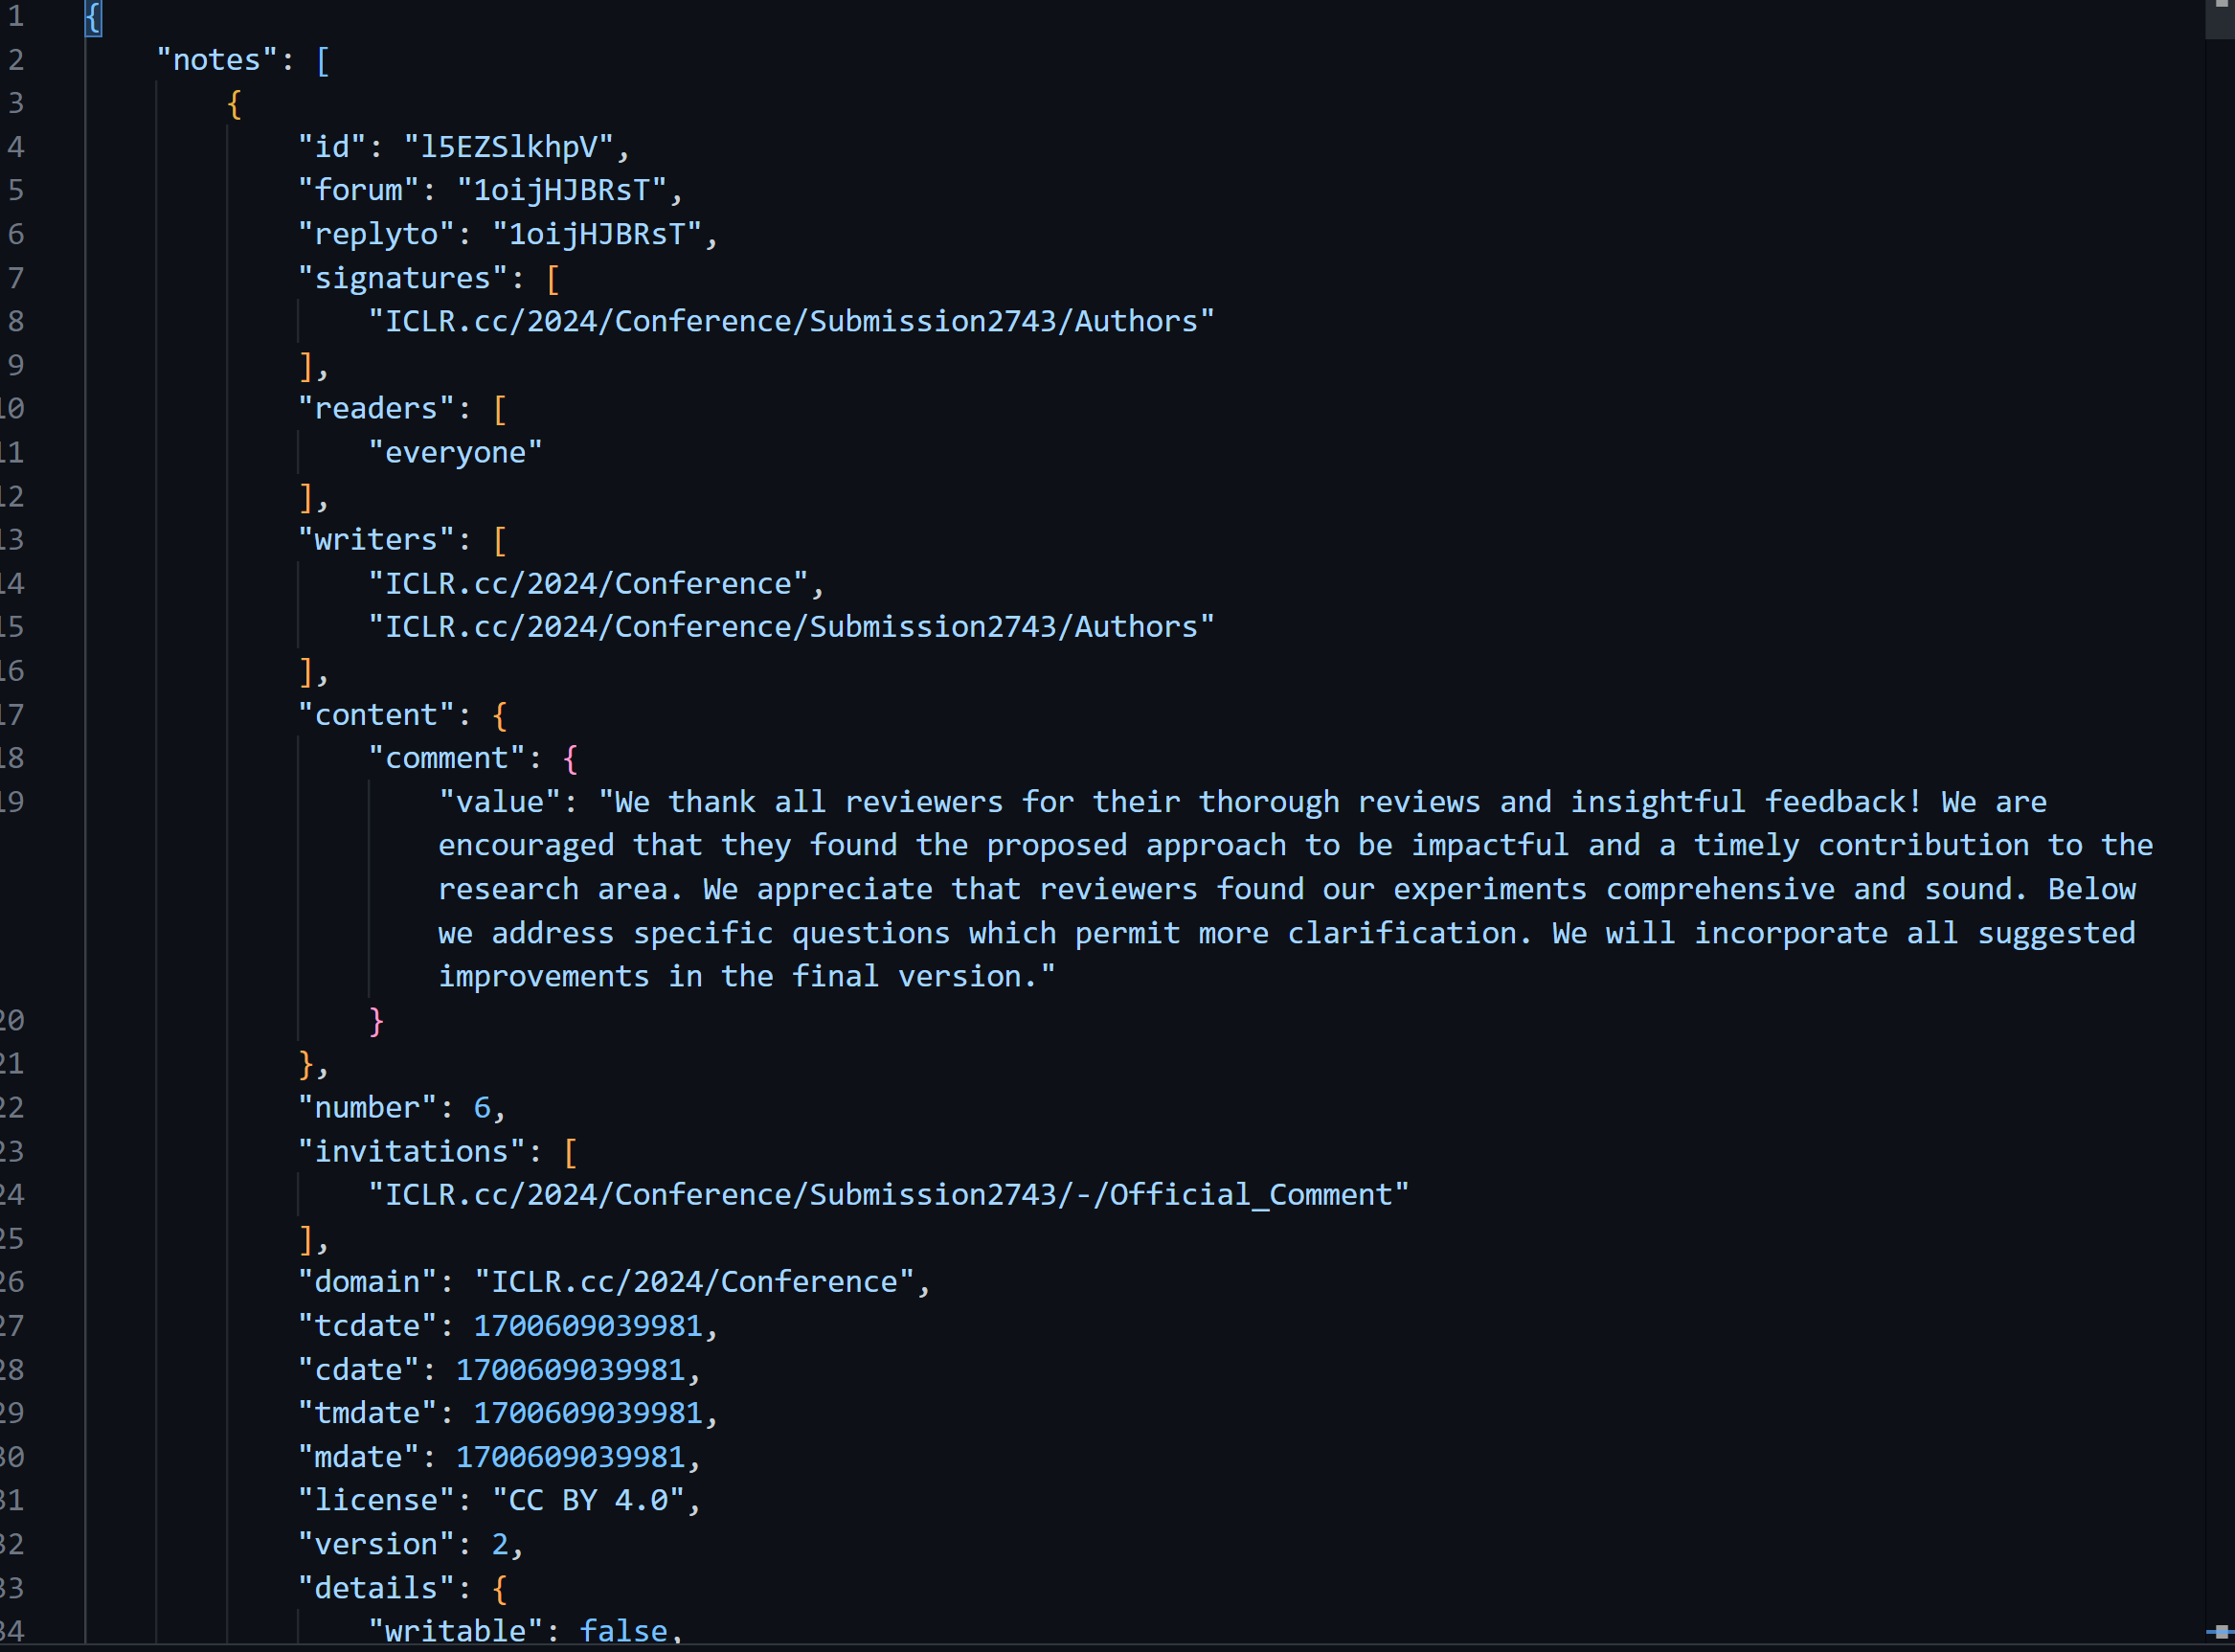 1 {
2 "notes": [
3 {
4 "id": "l5EZSlkhpV",
5 "forum": "1oijHJBRsT",
6 "replyto": "1oijHJBRsT",
7 "signatures": [
8 "ICLR.cc/2024/Conference/Submission2743/Authors"
9 ],
10 "readers": [
11 "everyone"
12 ],
13 "writers": [
14 "ICLR.cc/2024/Conference",
15 "ICLR.cc/2024/Conference/Submission2743/Authors"
16 ],
17 "content": {
18 "comment": {
19 "value": "We thank all reviewers for their thorough reviews and insightful feedback! We are
encouraged that they found the proposed approach to be impactful and a timely contribution to the
research area. We appreciate that reviewers found our experiments comprehensive and sound. Below
we address specific questions which permit more clarification. We will incorporate all suggested
improvements in the final version."
20 }
21 },
22 "number": 6,
23 "invitations": [
24 "ICLR.cc/2024/Conference/Submission2743/-/Official_Comment"
25 ],
26 "domain": "ICLR.cc/2024/Conference",
27 "tcdate": 1700609039981,
28 "cdate": 1700609039981,
29 "tmdate": 1700609039981,
30 "mdate": 1700609039981,
31 "license": "CC BY 4.0",
32 "version": 2,
33 "details": {
34 "writable": false,